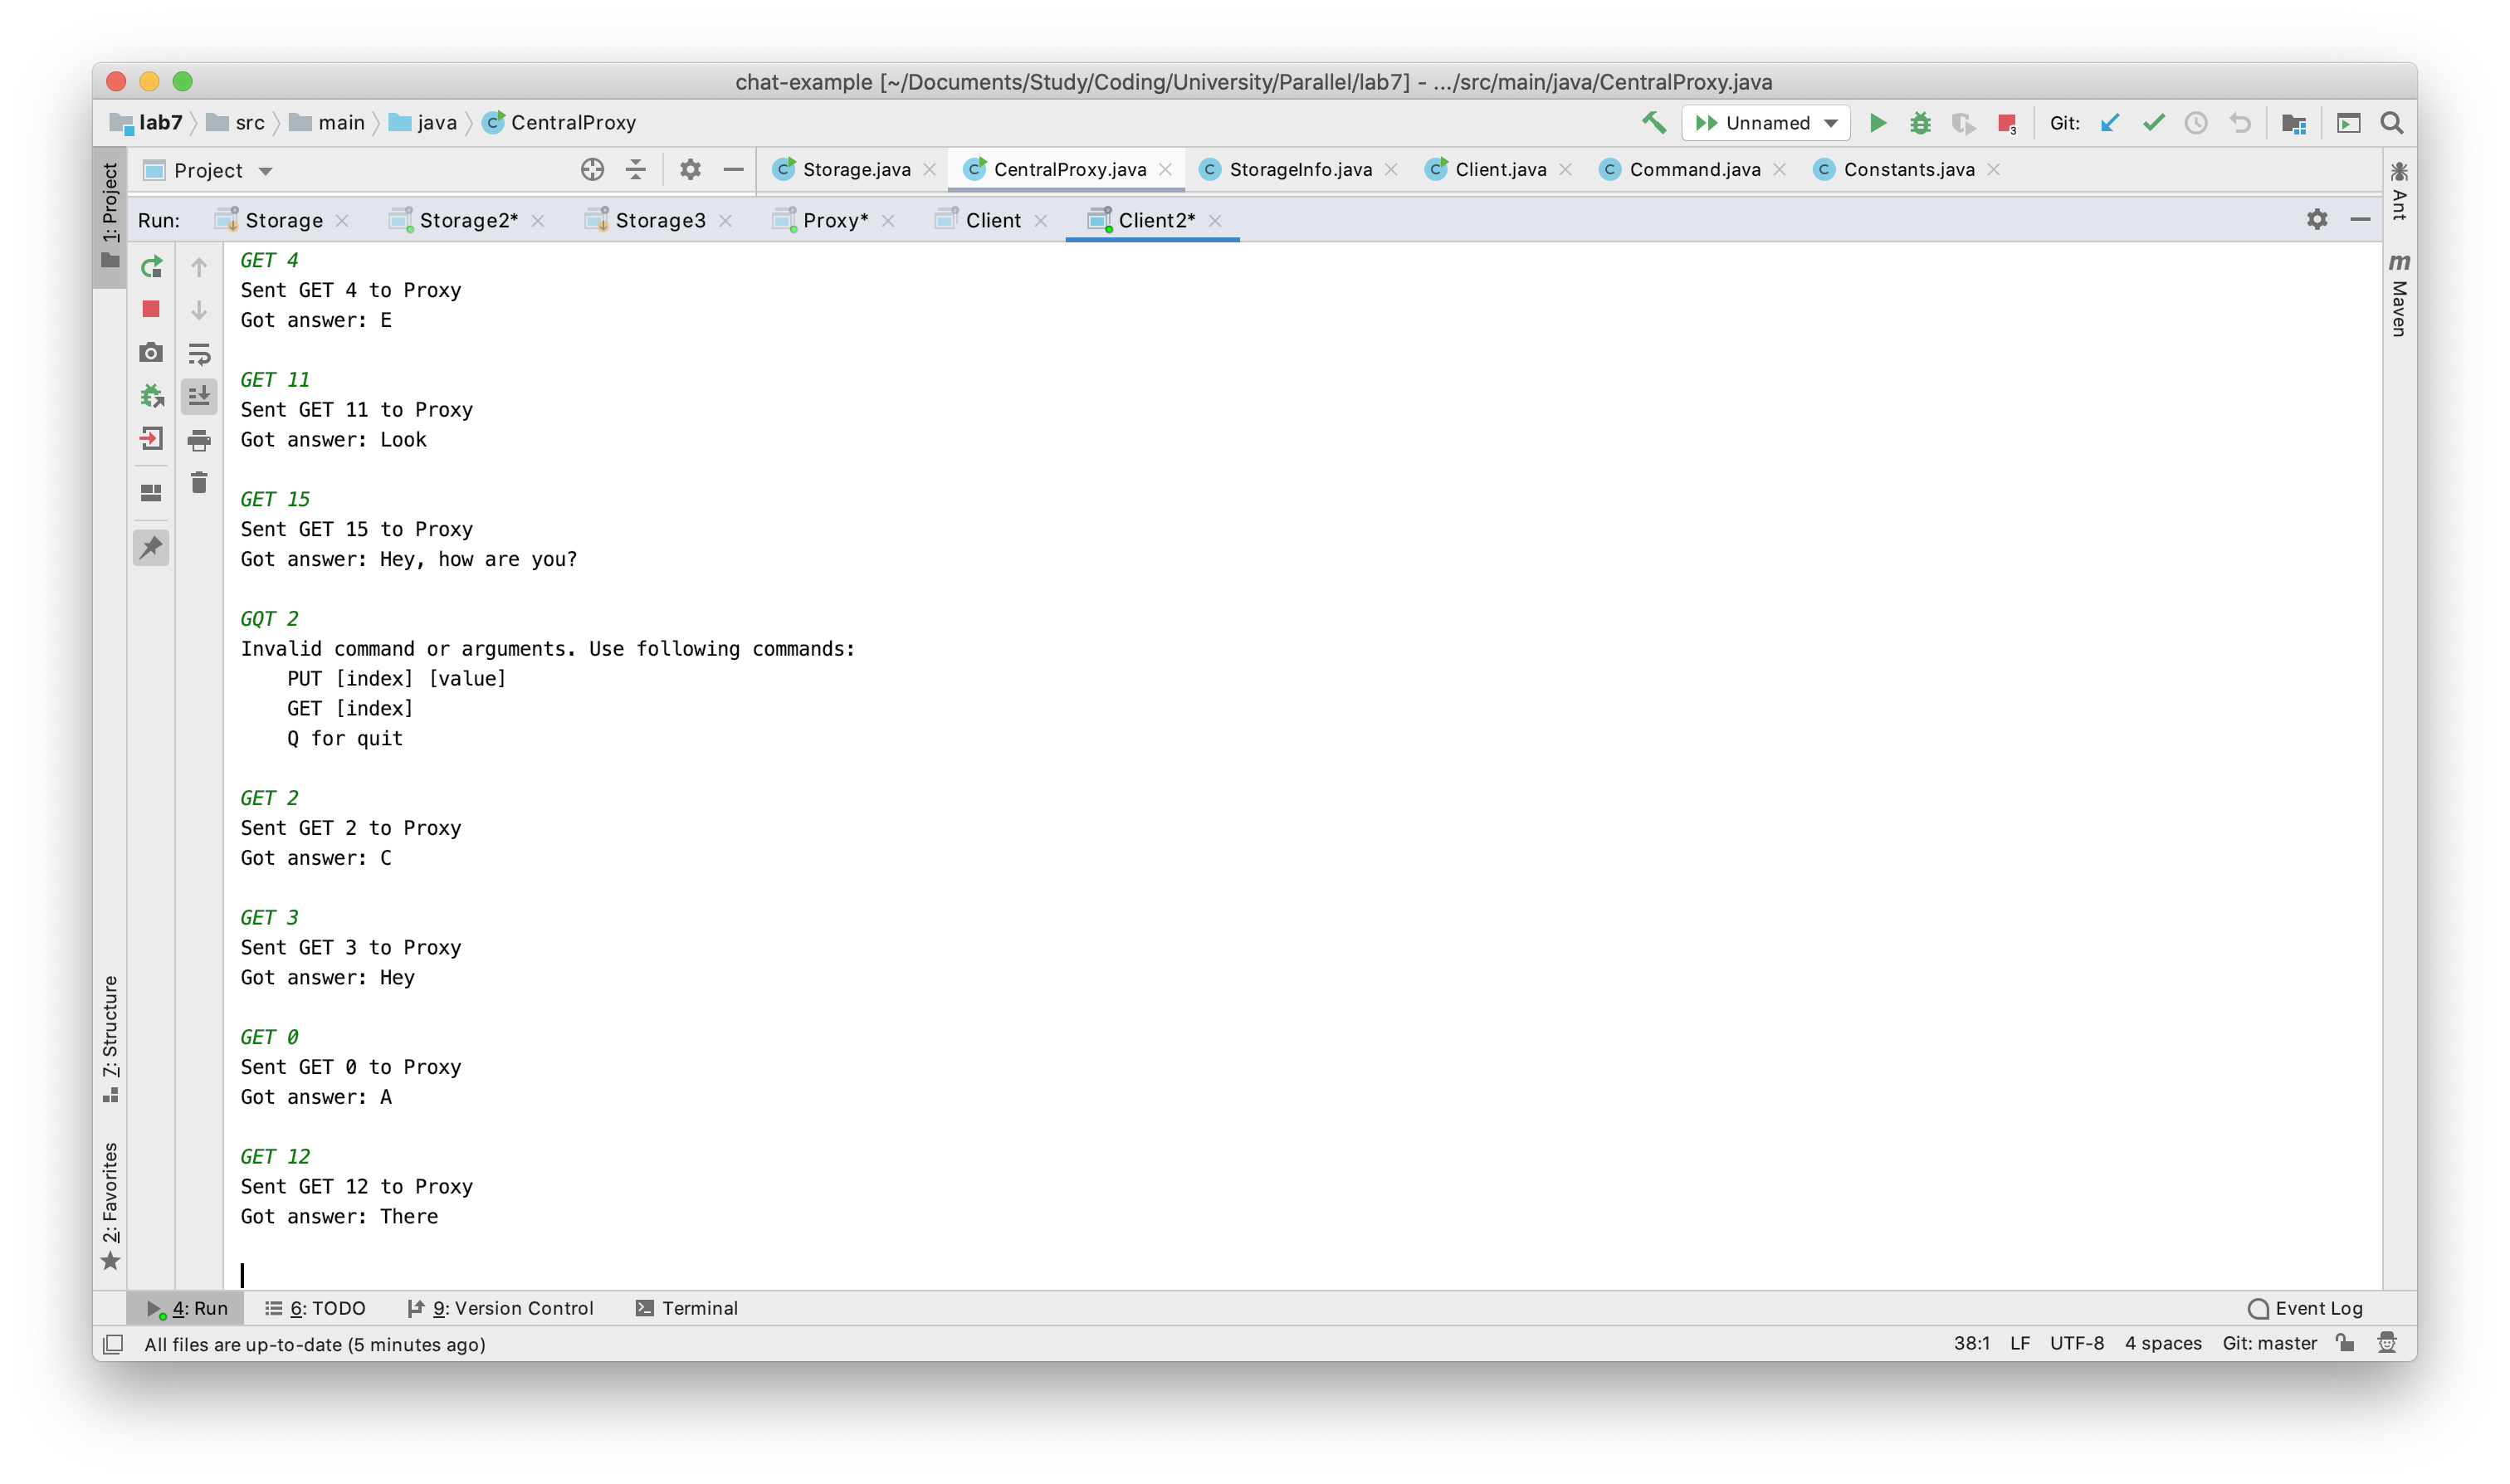 chat-example [~/Documents/Study/Coding/University/Parallel/lab7] - .../src/main/java/CentralProxy.java
lab7 src main java CentralProxy
Unnamed
3
Git:
1: Project
Project
Storage.java CentralProxy.java StorageInfo.java Client.java Command.java Constants.java
Ant
Maven
Run: Storage Storage2* Storage3 Proxy* Client Client2*
GET 4
Sent GET 4 to Proxy
Got answer: E
GET 11
Sent GET 11 to Proxy
Got answer: Look
GET 15
Sent GET 15 to Proxy
Got answer: Hey, how are you?
GQT 2
Invalid command or arguments. Use following commands:
PUT [index] [value]
GET [index]
Q for quit
GET 2
Sent GET 2 to Proxy
Got answer: C
GET 3
Sent GET 3 to Proxy
Got answer: Hey
GET 0
Sent GET 0 to Proxy
Got answer: A
GET 12
Sent GET 12 to Proxy
Got answer: There
7: Structure
2: Favorites
4: Run 6: TODO 9: Version Control Terminal Event Log
All files are up-to-date (5 minutes ago) 38:1 LF UTF-8 4 spaces Git: master